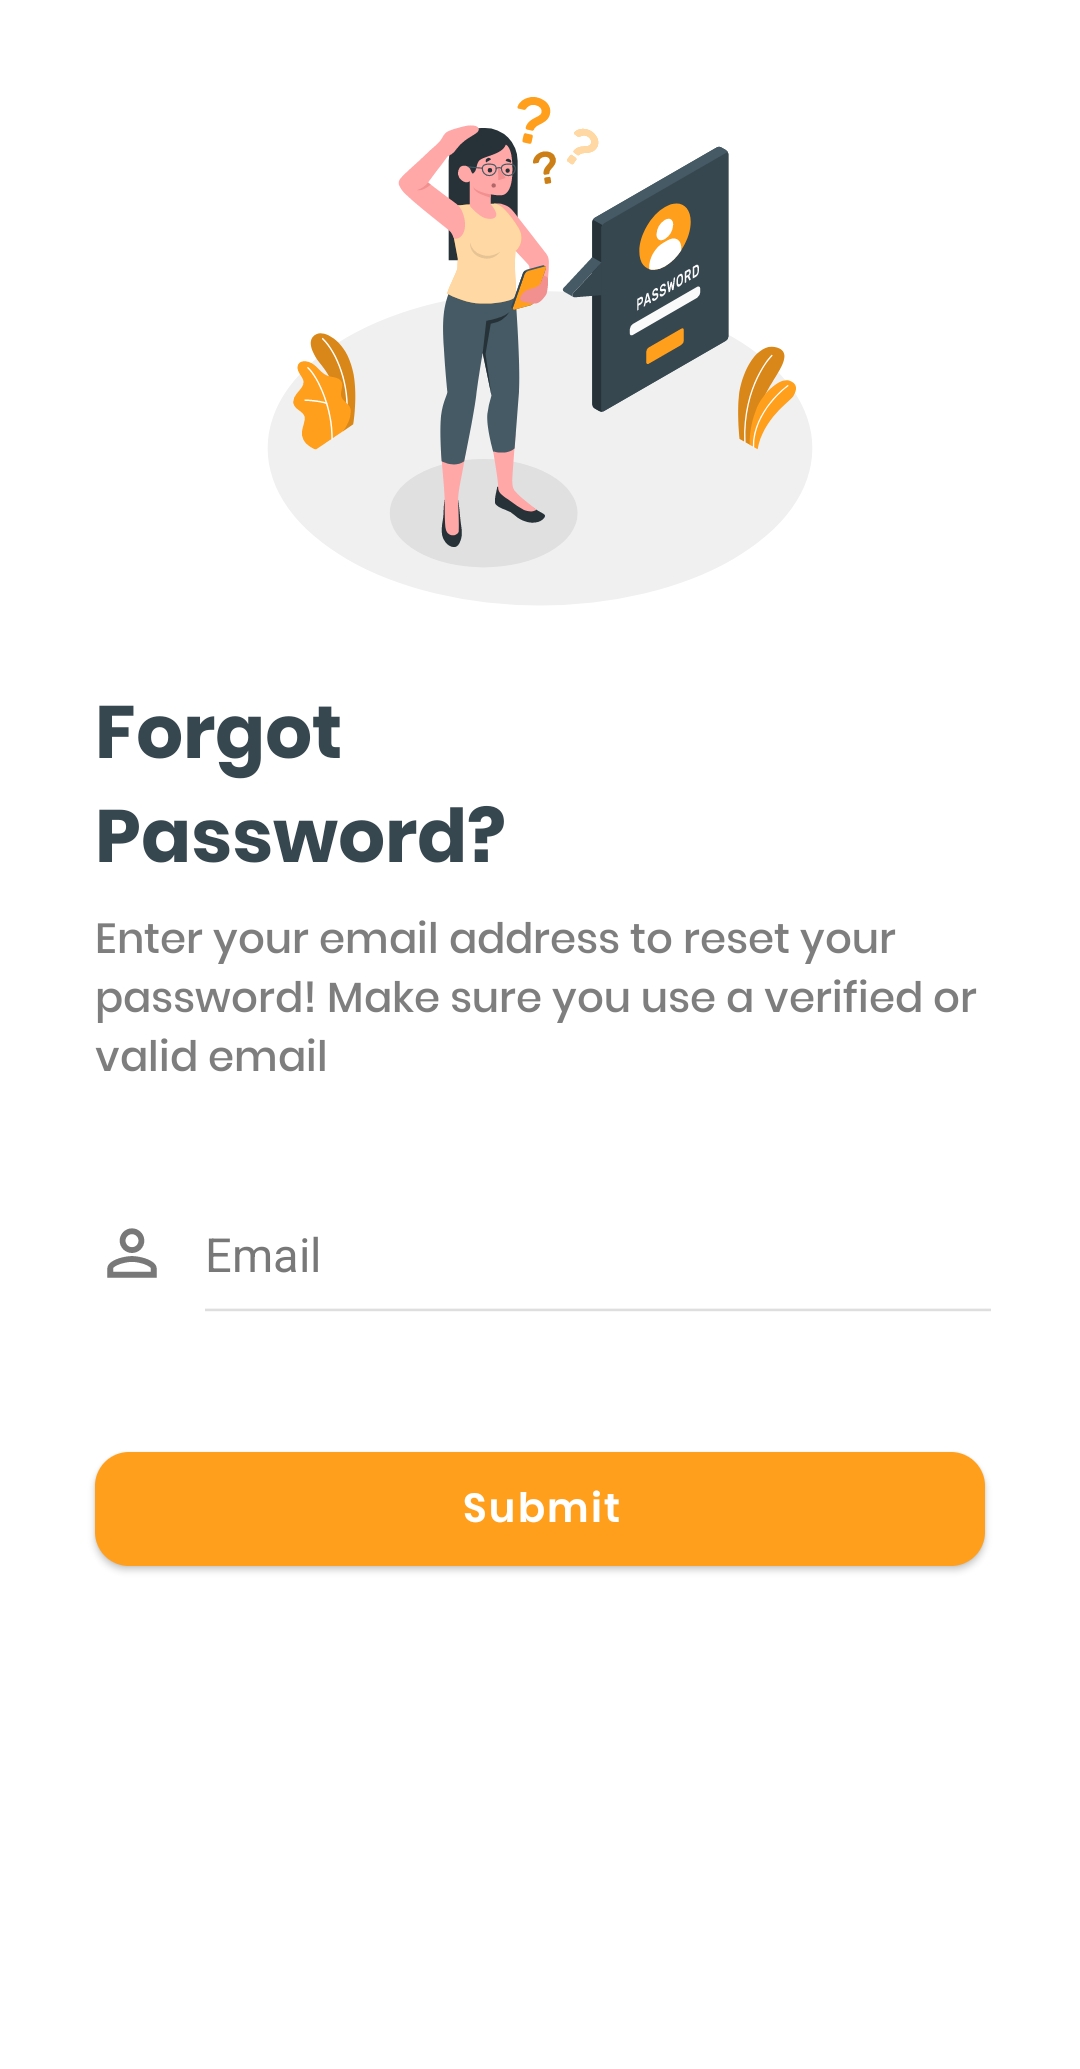 ? ? ?
PASSWORD
Forgot
Password?
Enter your email address to reset your
password! Make sure you use a verified or
valid email
Email
Submit